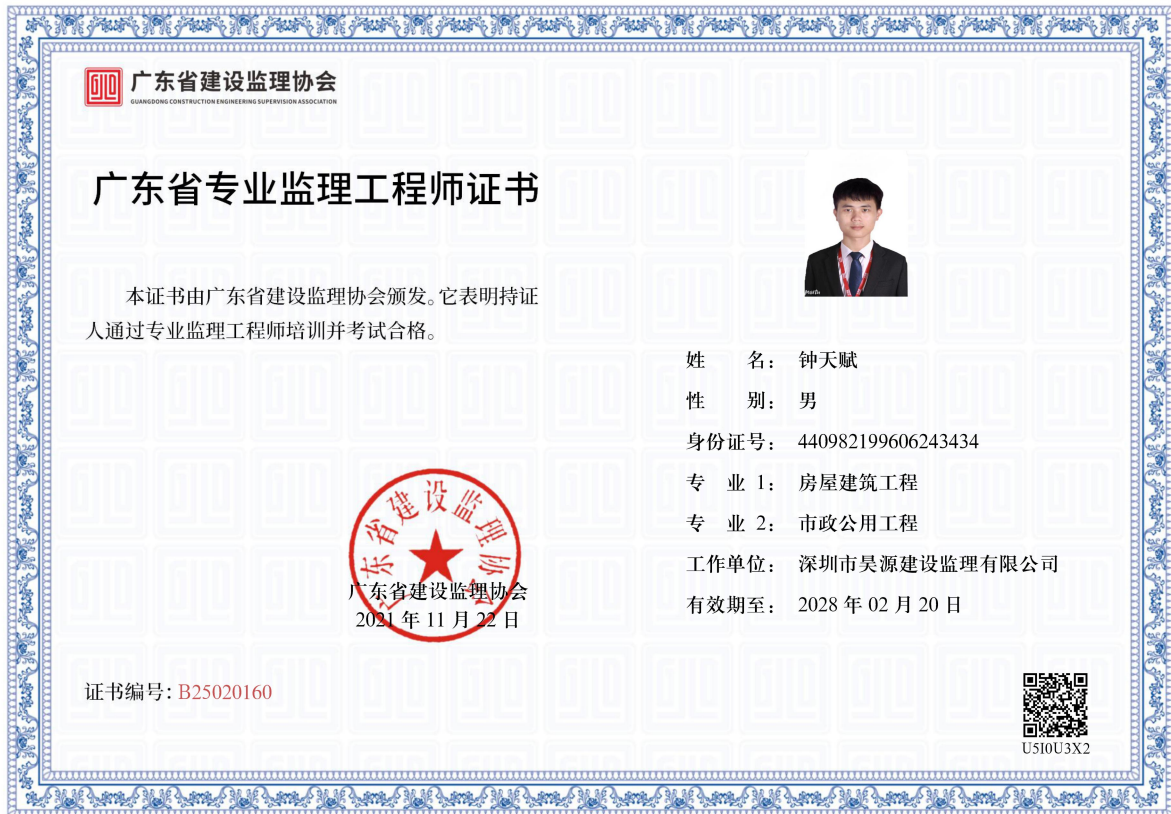 广东省建设监理协会
GUANGDONG CONSTRUCTION ENGINEERING SUPERVISION ASSOCIATION
广东省专业监理工程师证书
本证书由广东省建设监理协会颁发。它表明持证
人通过专业监理工程师培训并考试合格。
姓 名： 钟天赋
性 别： 男
身份证号： 440982199606243434
专 业 1： 房屋建筑工程
专 业 2： 市政公用工程
工作单位： 深圳市昊源建设监理有限公司
有效期至： 2028 年 02 月 20 日
广东省建设监理协会
广东省建设监理协会
2021 年 11 月 22 日
证书编号：B25020160
U5I0U3X2